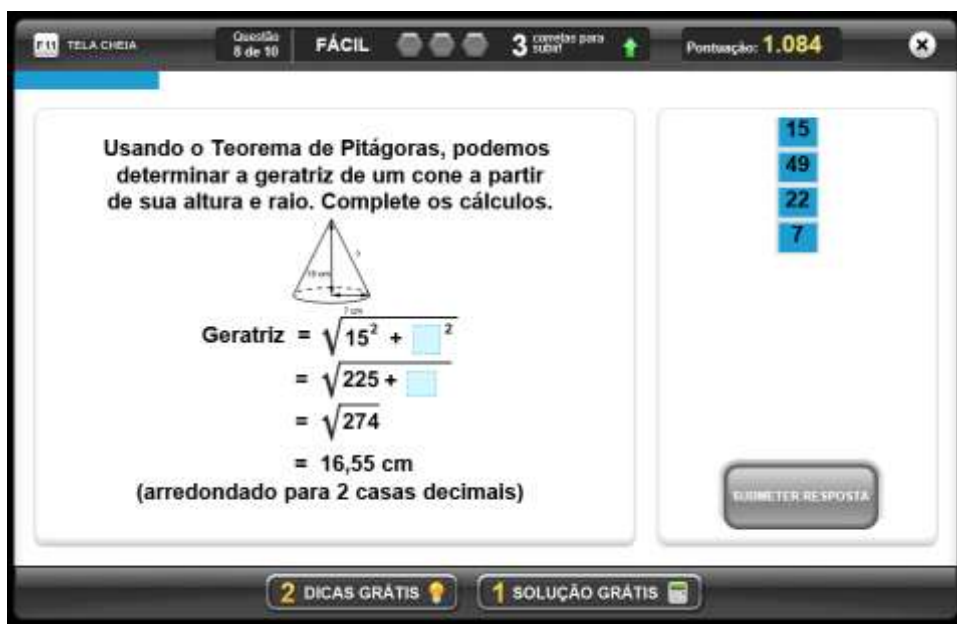 F11 TELA CHEIA
Questão
8 de 10
FÁCIL
3 corretas para
subir!
Pontuação: 1.084
Usando o Teorema de Pitágoras, podemos
determinar a geratriz de um cone a partir
de sua altura e raio. Complete os cálculos.
?
15 cm
7 cm
Geratriz = √15² + ²
= √225 +
= √274
= 16,55 cm
(arredondado para 2 casas decimais)
15
49
22
7
SUBMETER RESPOSTA
2 DICAS GRÁTIS
1 SOLUÇÃO GRÁTIS